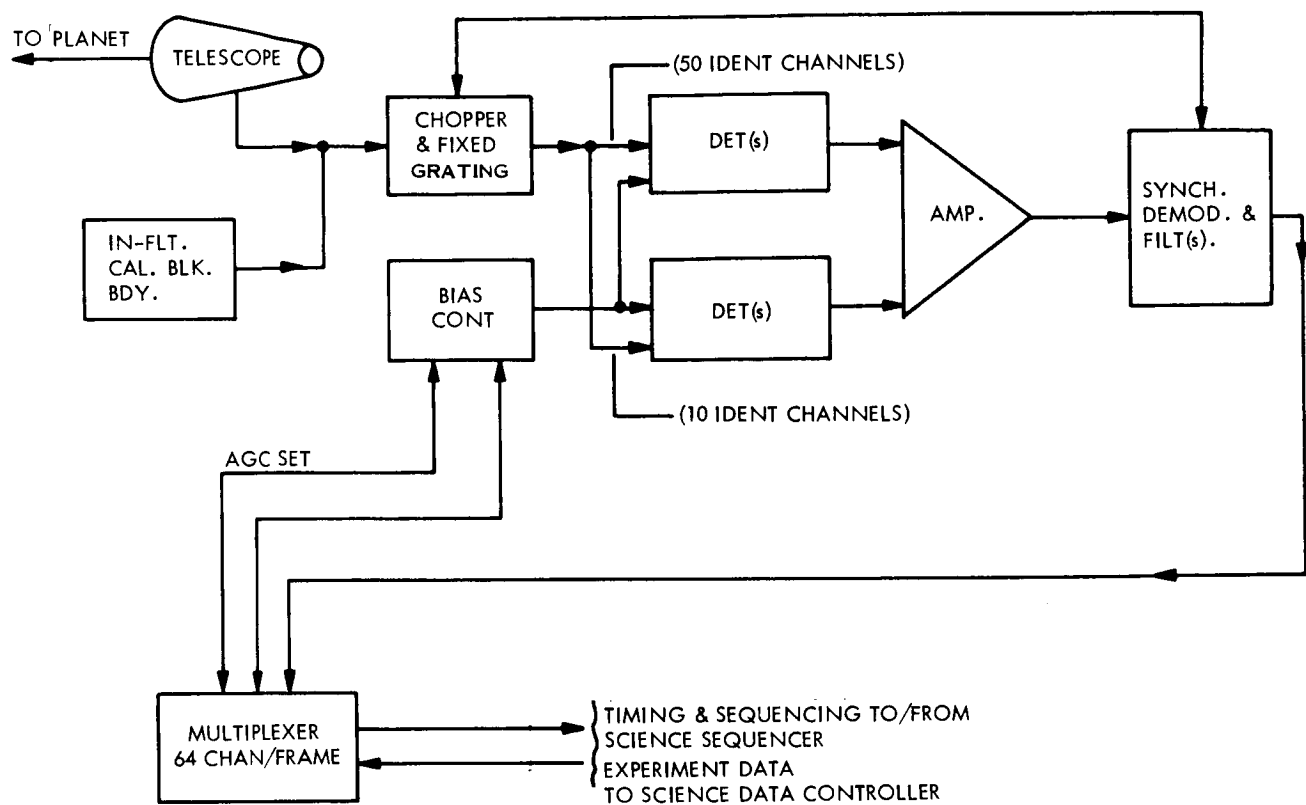 TO PLANET
TELESCOPE
(50 IDENT CHANNELS)
CHOPPER
& FIXED
GRATING
DET(s)
AMP.
SYNCH.
DEMOD. &
FILT(s).
IN-FLT.
CAL. BLK.
BDY.
BIAS
CONT
DET(s)
(10 IDENT CHANNELS)
AGC SET
MULTIPLEXER
64 CHAN/FRAME
TIMING & SEQUENCING TO/FROM
SCIENCE SEQUENCER
EXPERIMENT DATA
TO SCIENCE DATA CONTROLLER